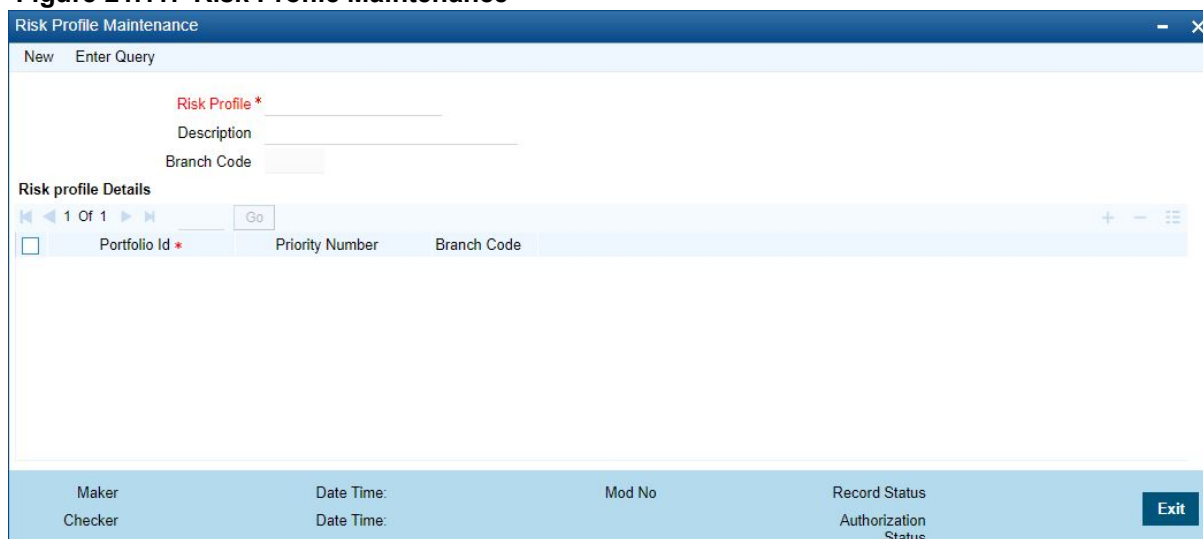 Risk Profile Maintenance
New Enter Query
Risk Profile *
Description
Branch Code
Risk profile Details
1 Of 1 Go
Portfolio Id * Priority Number Branch Code
Maker Date Time: Mod No Record Status
Checker Date Time: Authorization Status
Exit